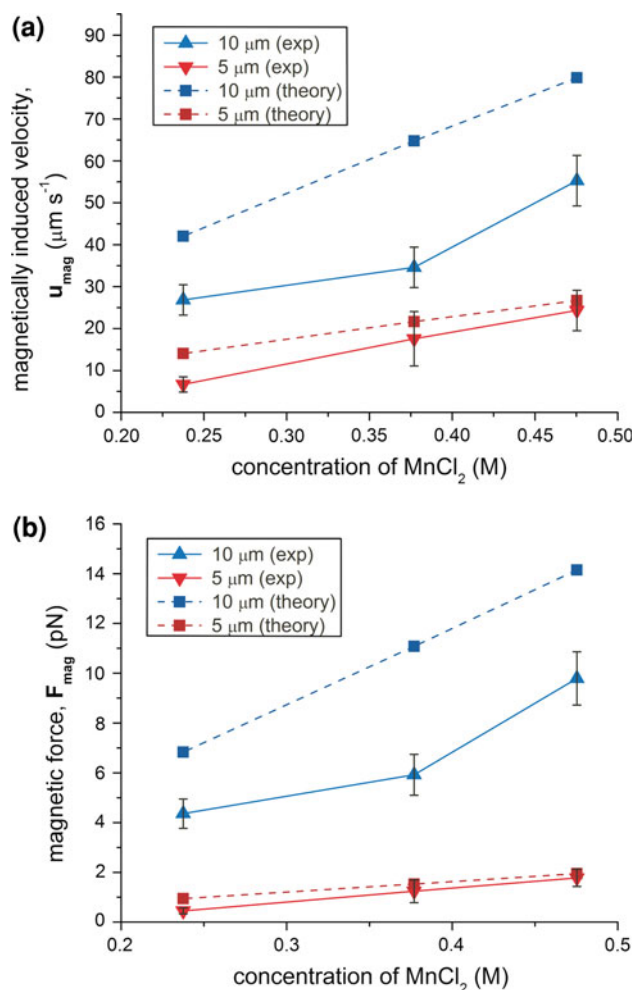 (a)
90
80
70
60
50
40
30
20
10
0
magnetically induced velocity,
u_mag (μm s⁻¹)
10 μm (exp)
5 μm (exp)
10 μm (theory)
5 μm (theory)
0.20 0.25 0.30 0.35 0.40 0.45 0.50
concentration of MnCl₂ (M)
(b)
16
14
12
10
8
6
4
2
0
magnetic force, F_mag (pN)
10 μm (exp)
5 μm (exp)
10 μm (theory)
5 μm (theory)
0.2 0.3 0.4 0.5
concentration of MnCl₂ (M)